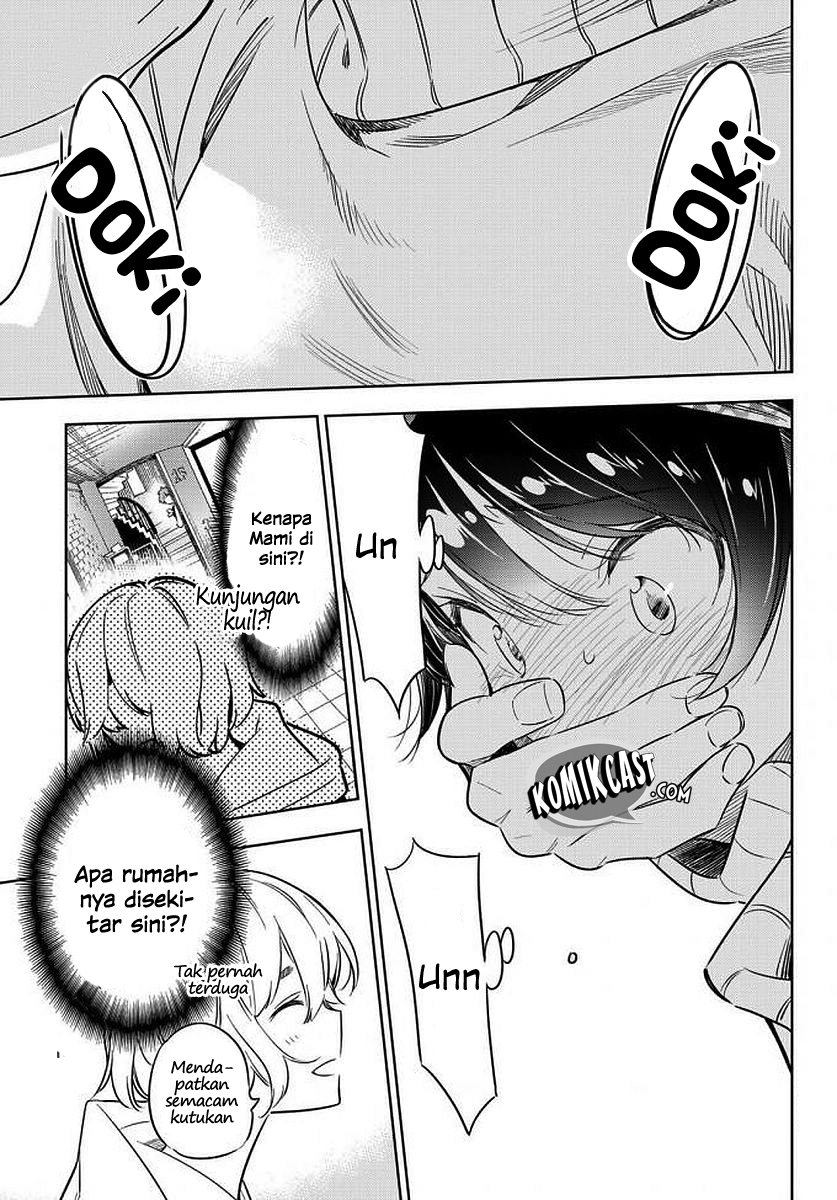 Doki
Doki
Un
Kenapa
Mami di
sini?!
Kunjungan
kuil?!
Unn
Apa rumah-
nya diseki-
tar sini?!
Tak pernah
terduga
Menda-
patkan
semacam
kutukan
KOMIKCAST
.COM